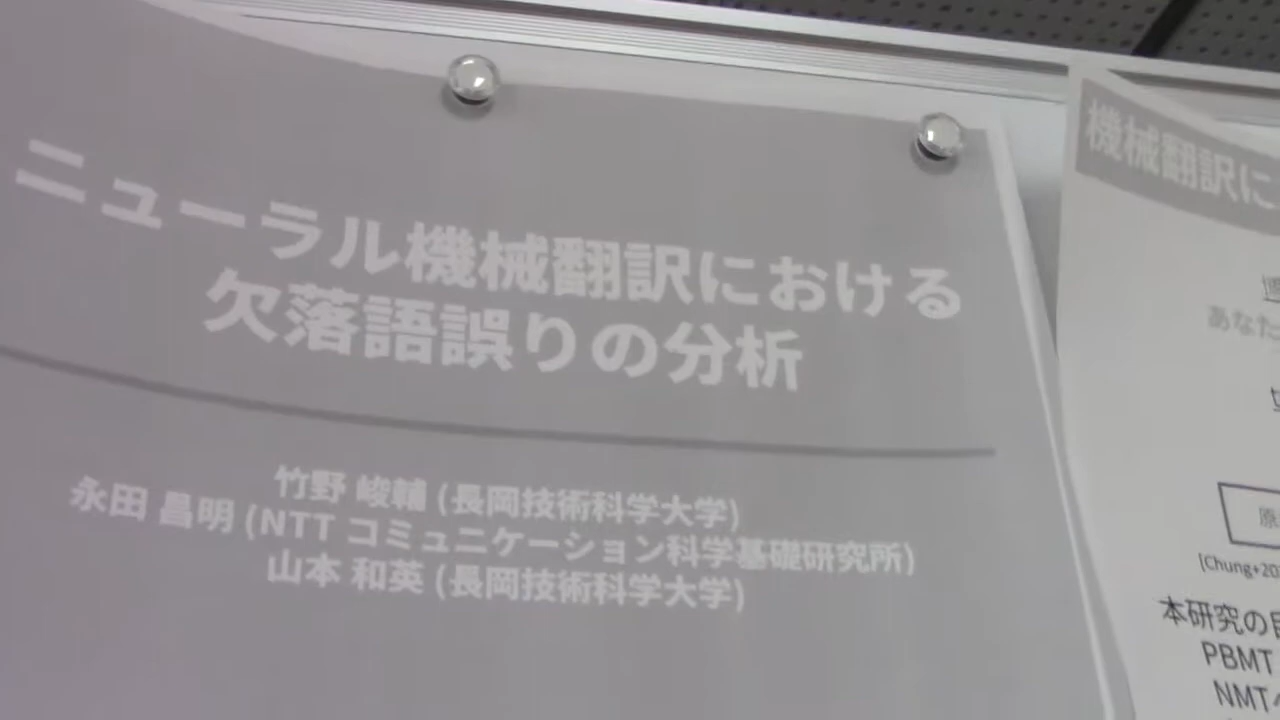 ニューラル機械翻訳における
欠落語誤りの分析
竹野 峻輔 (長岡技術科学大学)
永田 昌明 (NTT コミュニケーション科学基礎研究所)
山本 和英 (長岡技術科学大学)
機械翻訳に
あなた
原
[Chung+20
本研究の目
PBMT
NMT